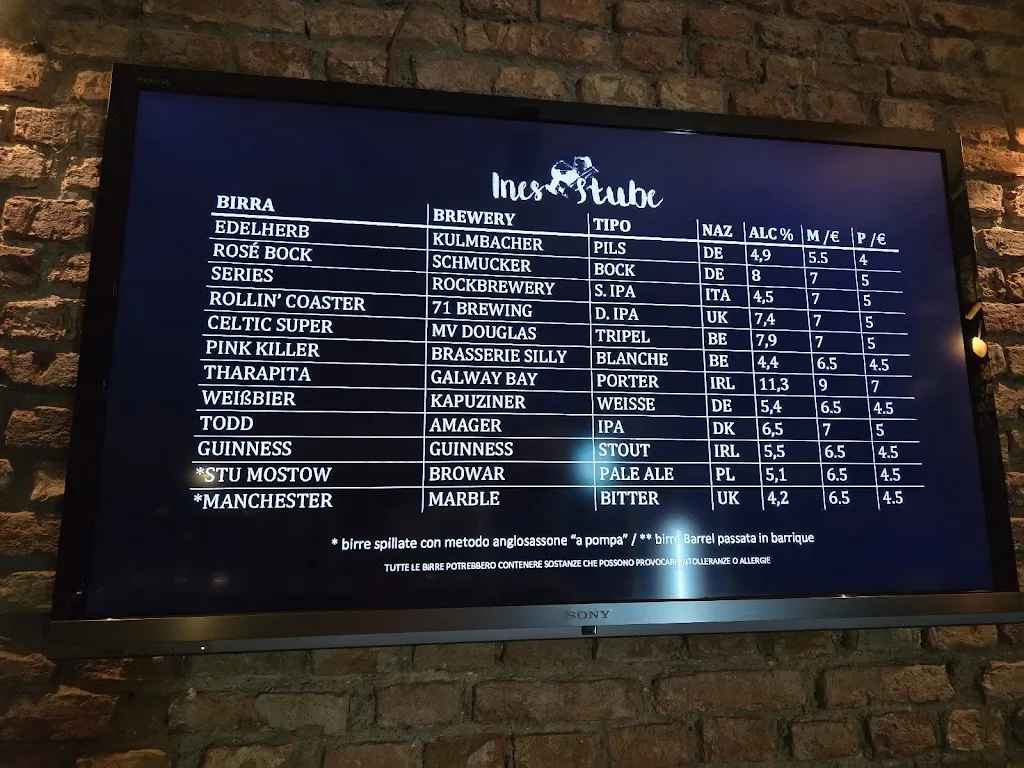 BRAVIA
Ines Stube
BIRRA BREWERY TIPO NAZ ALC % M /€ P /€
EDELHERB KULMBACHER PILS DE 4,9 5.5 4
ROSÉ BOCK SCHMUCKER BOCK DE 8 7 5
SERIES ROCKBREWERY S. IPA ITA 4,5 7 5
ROLLIN' COASTER 71 BREWING D. IPA UK 7,4 7 5
CELTIC SUPER MV DOUGLAS TRIPEL BE 7,9 7 5
PINK KILLER BRASSERIE SILLY BLANCHE BE 4,4 6.5 4.5
THARAPITA GALWAY BAY PORTER IRL 11,3 9 7
WEIßBIER KAPUZINER WEISSE DE 5,4 6.5 4.5
TODD AMAGER IPA DK 6,5 7 5
GUINNESS GUINNESS STOUT IRL 5,5 6.5 4.5
*STU MOSTOW BROWAR PALE ALE PL 5,1 6.5 4.5
*MANCHESTER MARBLE BITTER UK 4,2 6.5 4.5
* birre spillate con metodo anglosassone "a pompa" / ** birre Barrel passata in barrique
TUTTE LE BIRRE POTREBBERO CONTENERE SOSTANZE CHE POSSONO PROVOCARE INTOLLERANZE O ALLERGIE
SONY